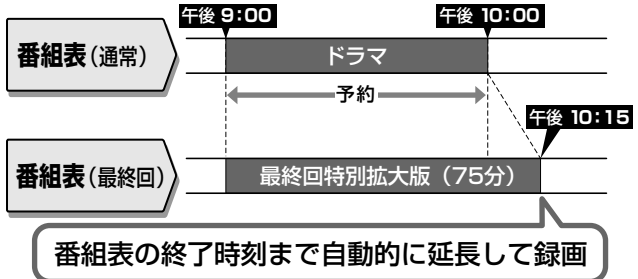 午後 9:00
午後 10:00
番組表(通常)
ドラマ
予約
午後 10:15
番組表(最終回)
最終回特別拡大版（75分）
番組表の終了時刻まで自動的に延長して録画